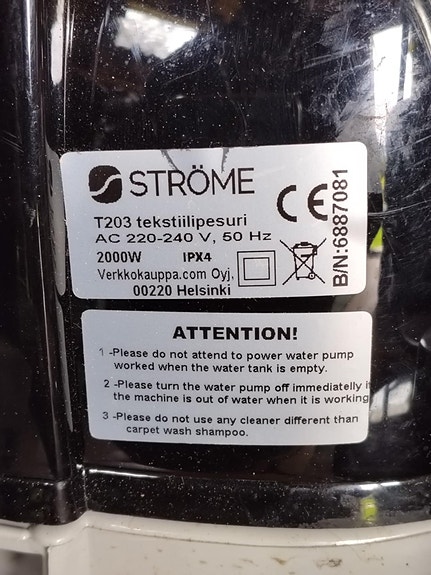 STRÖME
T203 tekstiilipesuri
AC 220-240 V, 50 Hz
2000W IPX4
Verkkokauppa.com Oyj,
00220 Helsinki
CE
B/N:6887081
ATTENTION!
1 -Please do not attend to power water pump
worked when the water tank is empty.
2 -Please turn the water pump off immediatelly i
the machine is out of water when it is working
3 -Please do not use any cleaner different than
carpet wash shampoo.